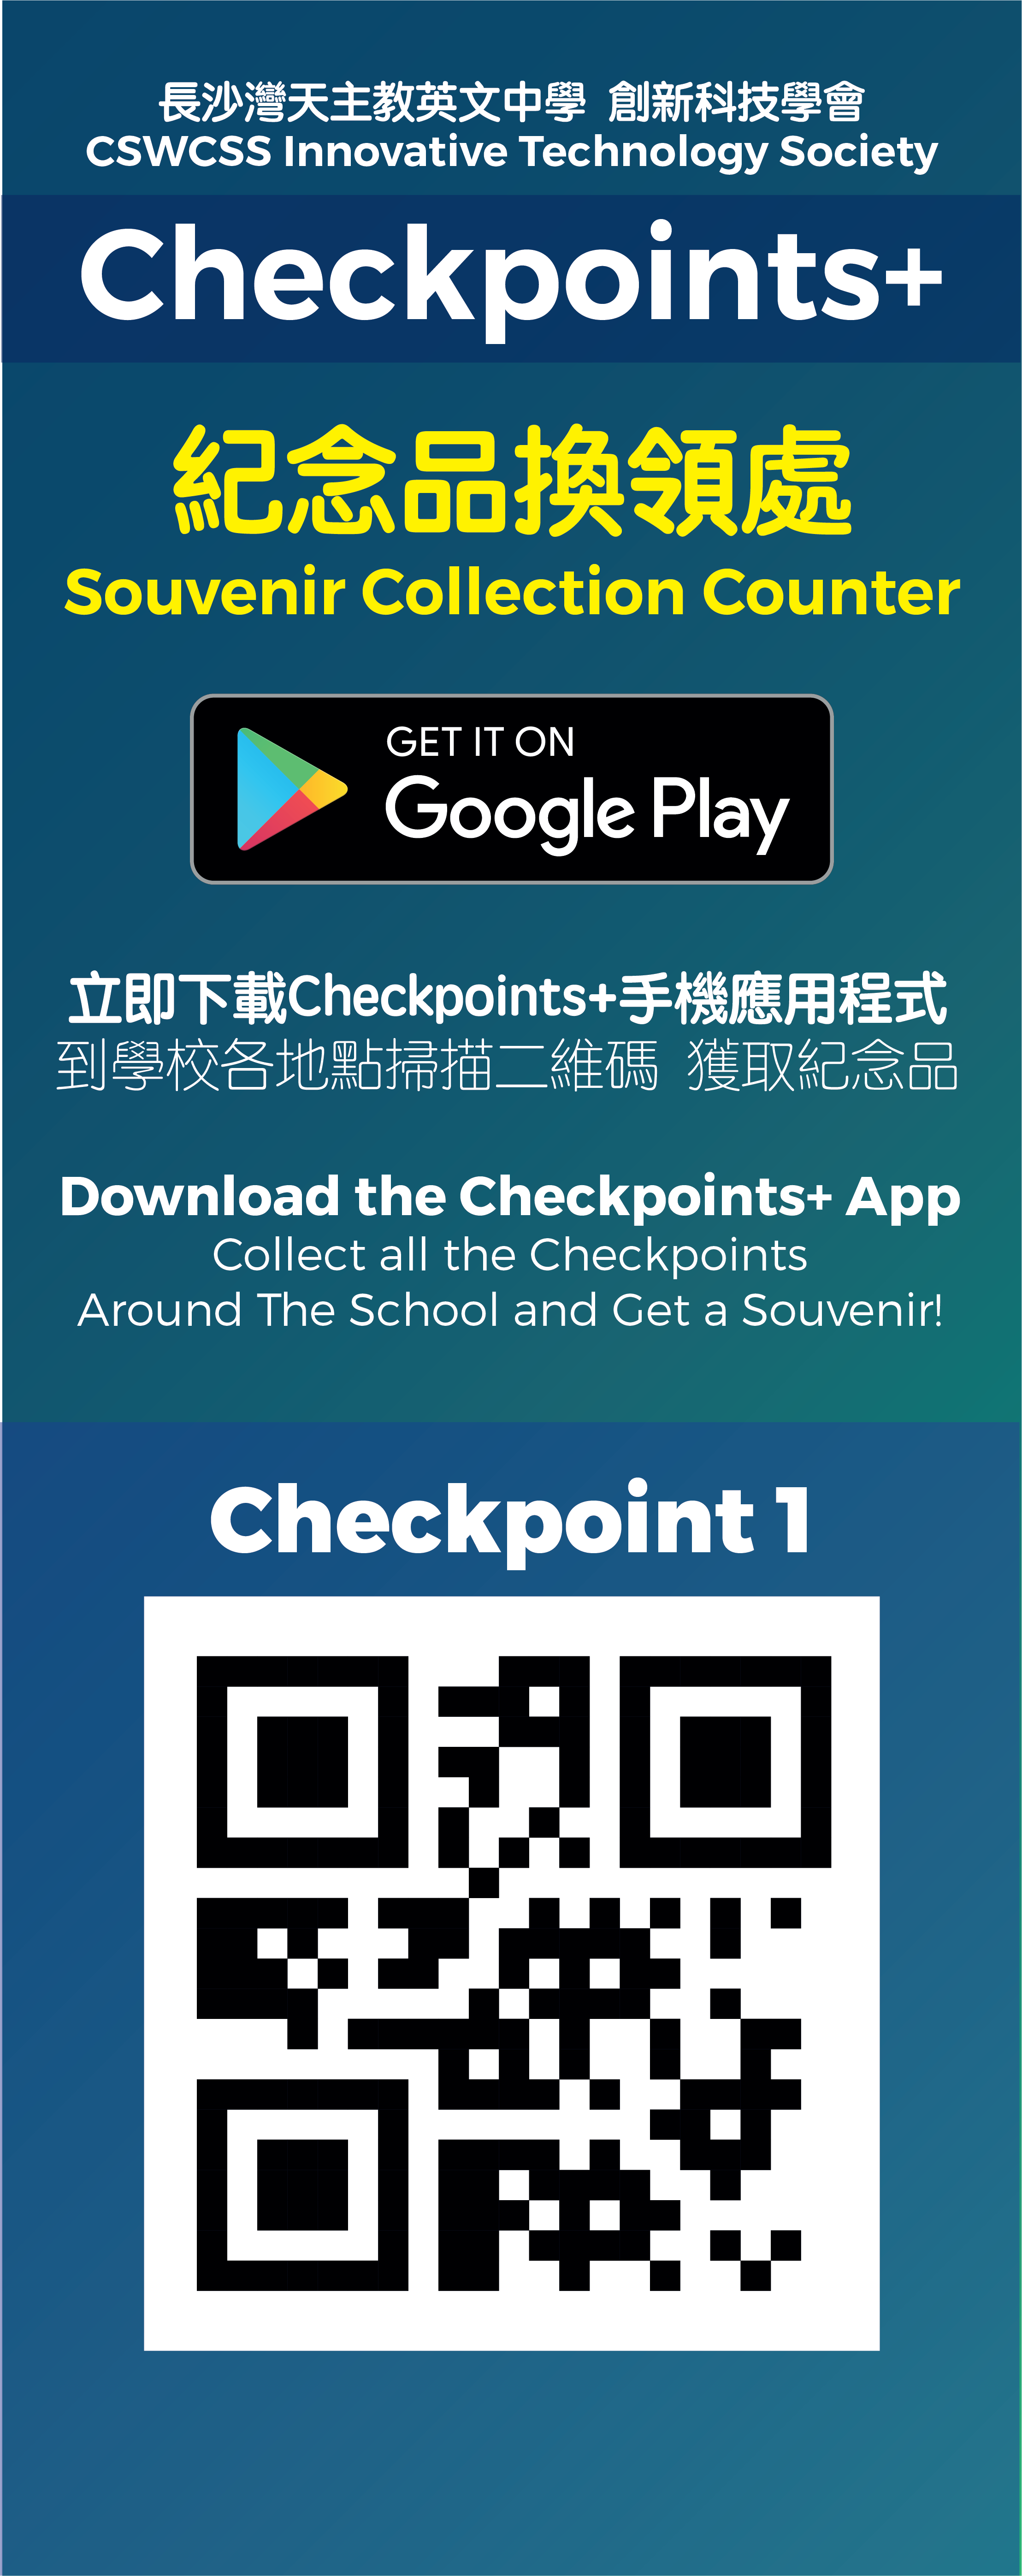 長沙灣天主教英文中學 創新科技學會
CSWCSS Innovative Technology Society
Checkpoints+
紀念品換領處
Souvenir Collection Counter
GET IT ON
Google Play
立即下載Checkpoints+手機應用程式
到學校各地點掃描二維碼 獲取紀念品
Download the Checkpoints+ App
Collect all the Checkpoints
Around The School and Get a Souvenir!
Checkpoint 1